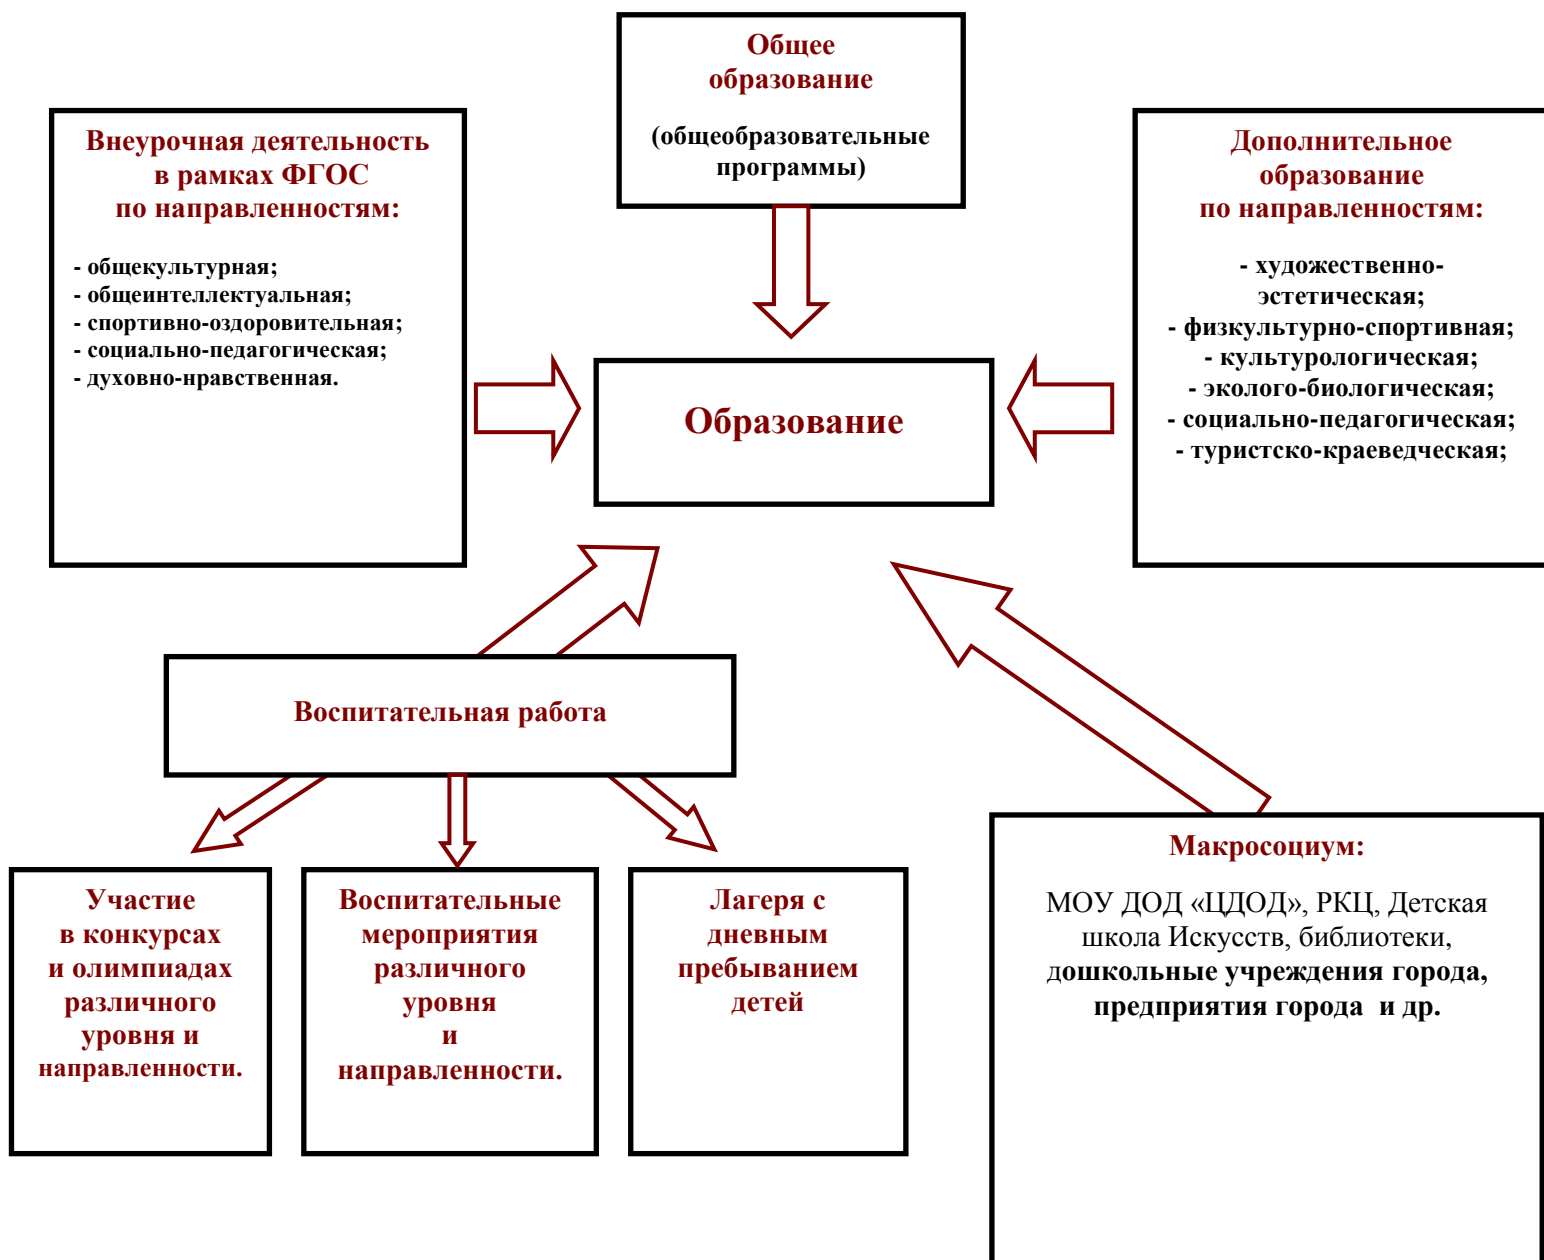 Общее
образование
(общеобразовательные
программы)
Внеурочная деятельность
в рамках ФГОС
по направленностям:
- общекультурная;
- общеинтеллектуальная;
- спортивно-оздоровительная;
- социально-педагогическая;
- духовно-нравственная.
Дополнительное
образование
по направленностям:
- художественно-
эстетическая;
- физкультурно-спортивная;
- культурологическая;
- эколого-биологическая;
- социально-педагогическая;
- туристско-краеведческая;
Образование
Воспитательная работа
Участие
в конкурсах
и олимпиадах
различного
уровня и
направленности.
Воспитательные
мероприятия
различного
уровня
и
направленности.
Лагеря с
дневным
пребыванием
детей
Макросоциум:
МОУ ДОД «ЦДОД», РКЦ, Детская
школа Искусств, библиотеки,
дошкольные учреждения города,
предприятия города и др.